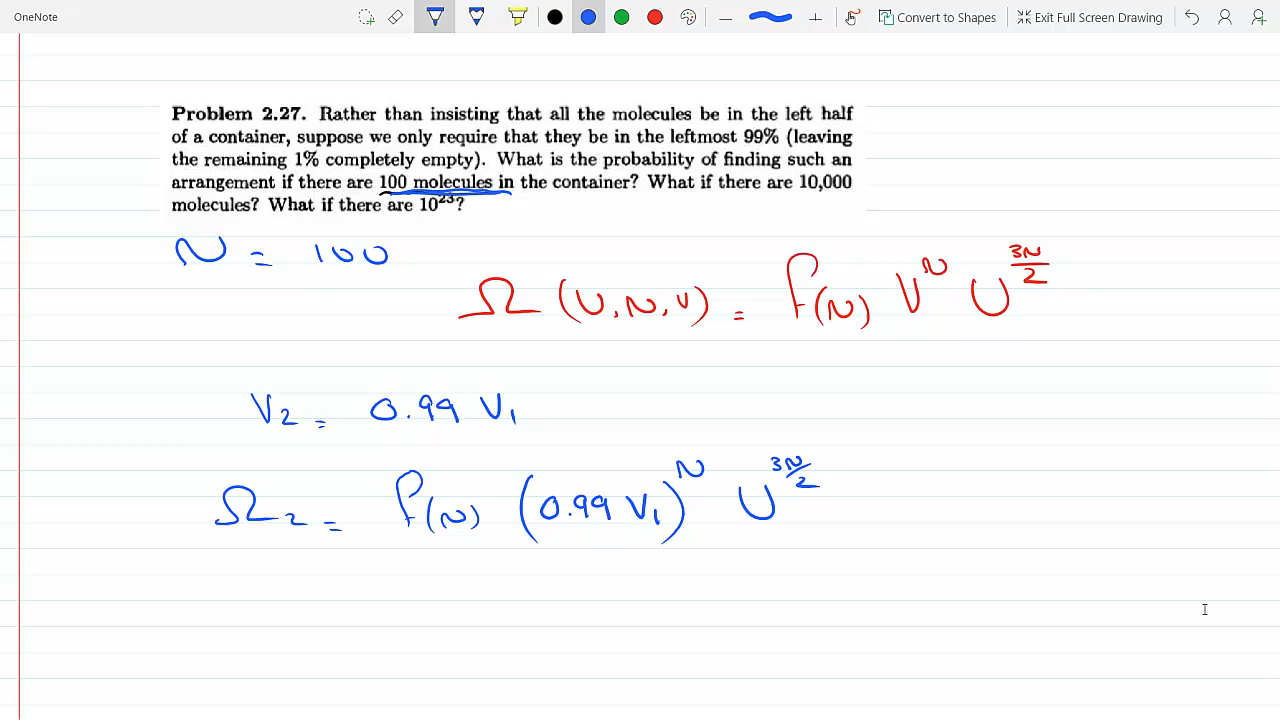 OneNote
Convert to Shapes
Exit Full Screen Drawing
Problem 2.27. Rather than insisting that all the molecules be in the left half
of a container, suppose we only require that they be in the leftmost 99% (leaving
the remaining 1% completely empty). What is the probability of finding such an
arrangement if there are 100 molecules in the container? What if there are 10,000
molecules? What if there are 10²³?
N = 100
Ω (U, N, V) = f(N) V^N U^(3N/2)
V₂ = 0.99 V₁
Ω₂ = f(N) (0.99 V₁)^N U^(3N/2)